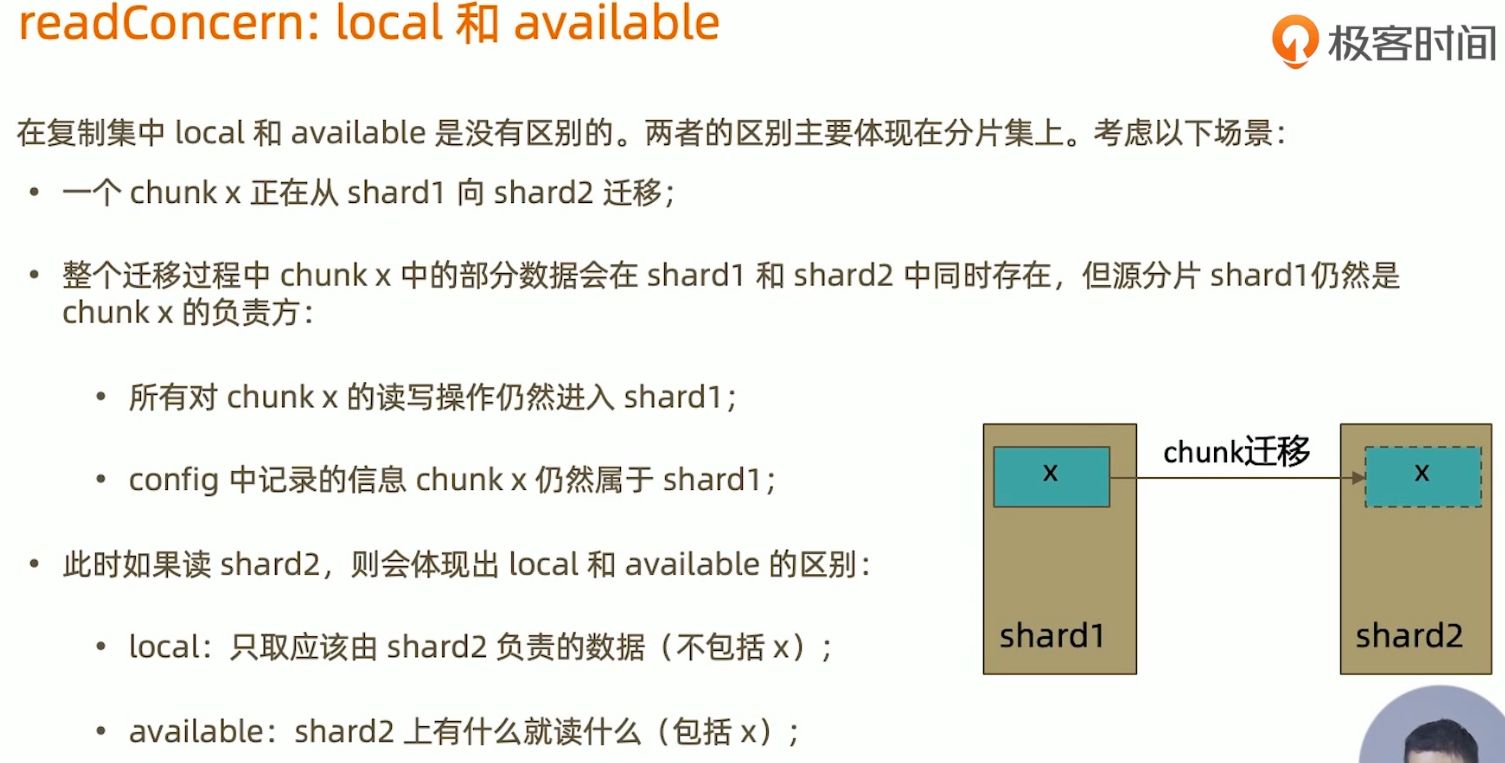 readConcern: local 和 available
极客时间
在复制集中 local 和 available 是没有区别的。两者的区别主要体现在分片集上。考虑以下场景：
• 一个 chunk x 正在从 shard1 向 shard2 迁移；
• 整个迁移过程中 chunk x 中的部分数据会在 shard1 和 shard2 中同时存在，但源分片 shard1仍然是
chunk x 的负责方：
• 所有对 chunk x 的读写操作仍然进入 shard1；
• config 中记录的信息 chunk x 仍然属于 shard1；
• 此时如果读 shard2，则会体现出 local 和 available 的区别：
• local：只取应该由 shard2 负责的数据（不包括 x）；
• available：shard2 上有什么就读什么（包括 x）；
chunk迁移
x
x
shard1
shard2